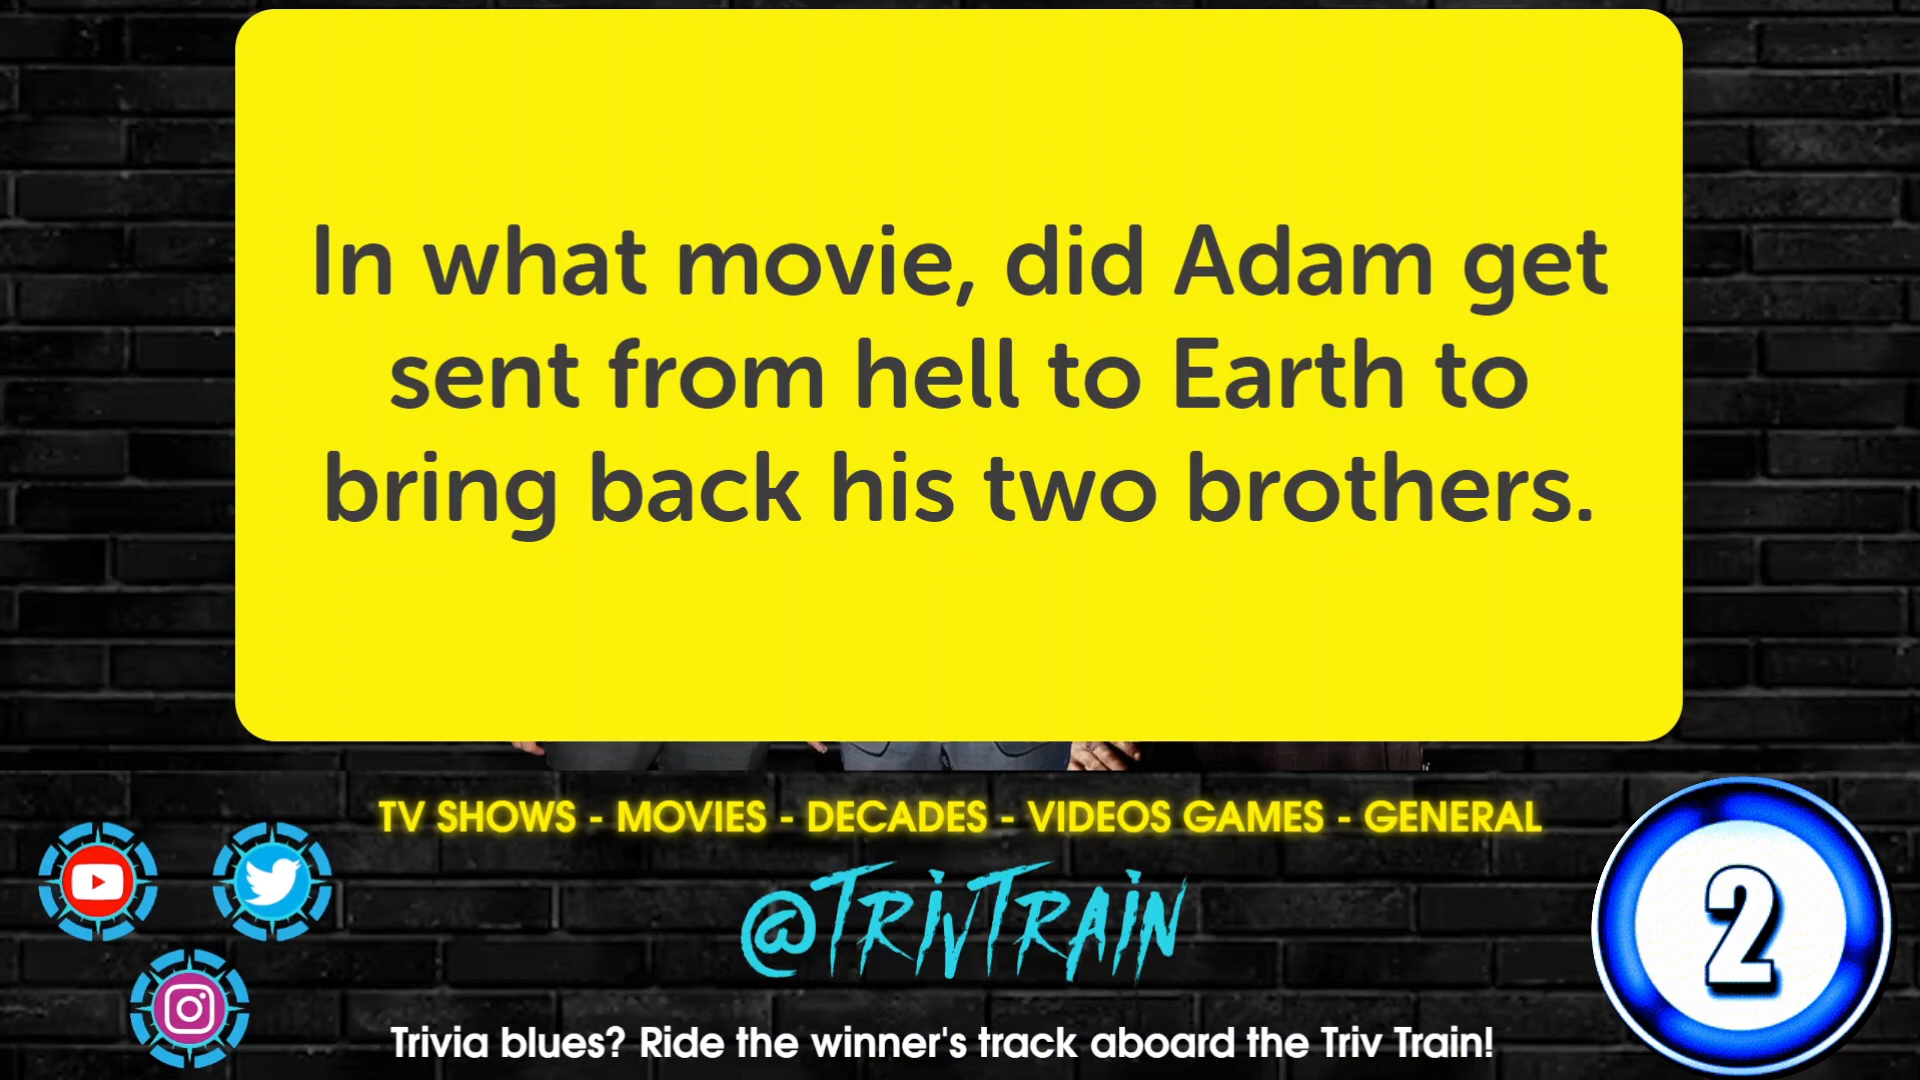 In what movie, did Adam get
sent from hell to Earth to
bring back his two brothers.
TV SHOWS - MOVIES - DECADES - VIDEOS GAMES - GENERAL
@TRIVTRAIN
2
Trivia blues? Ride the winner's track aboard the Triv Train!